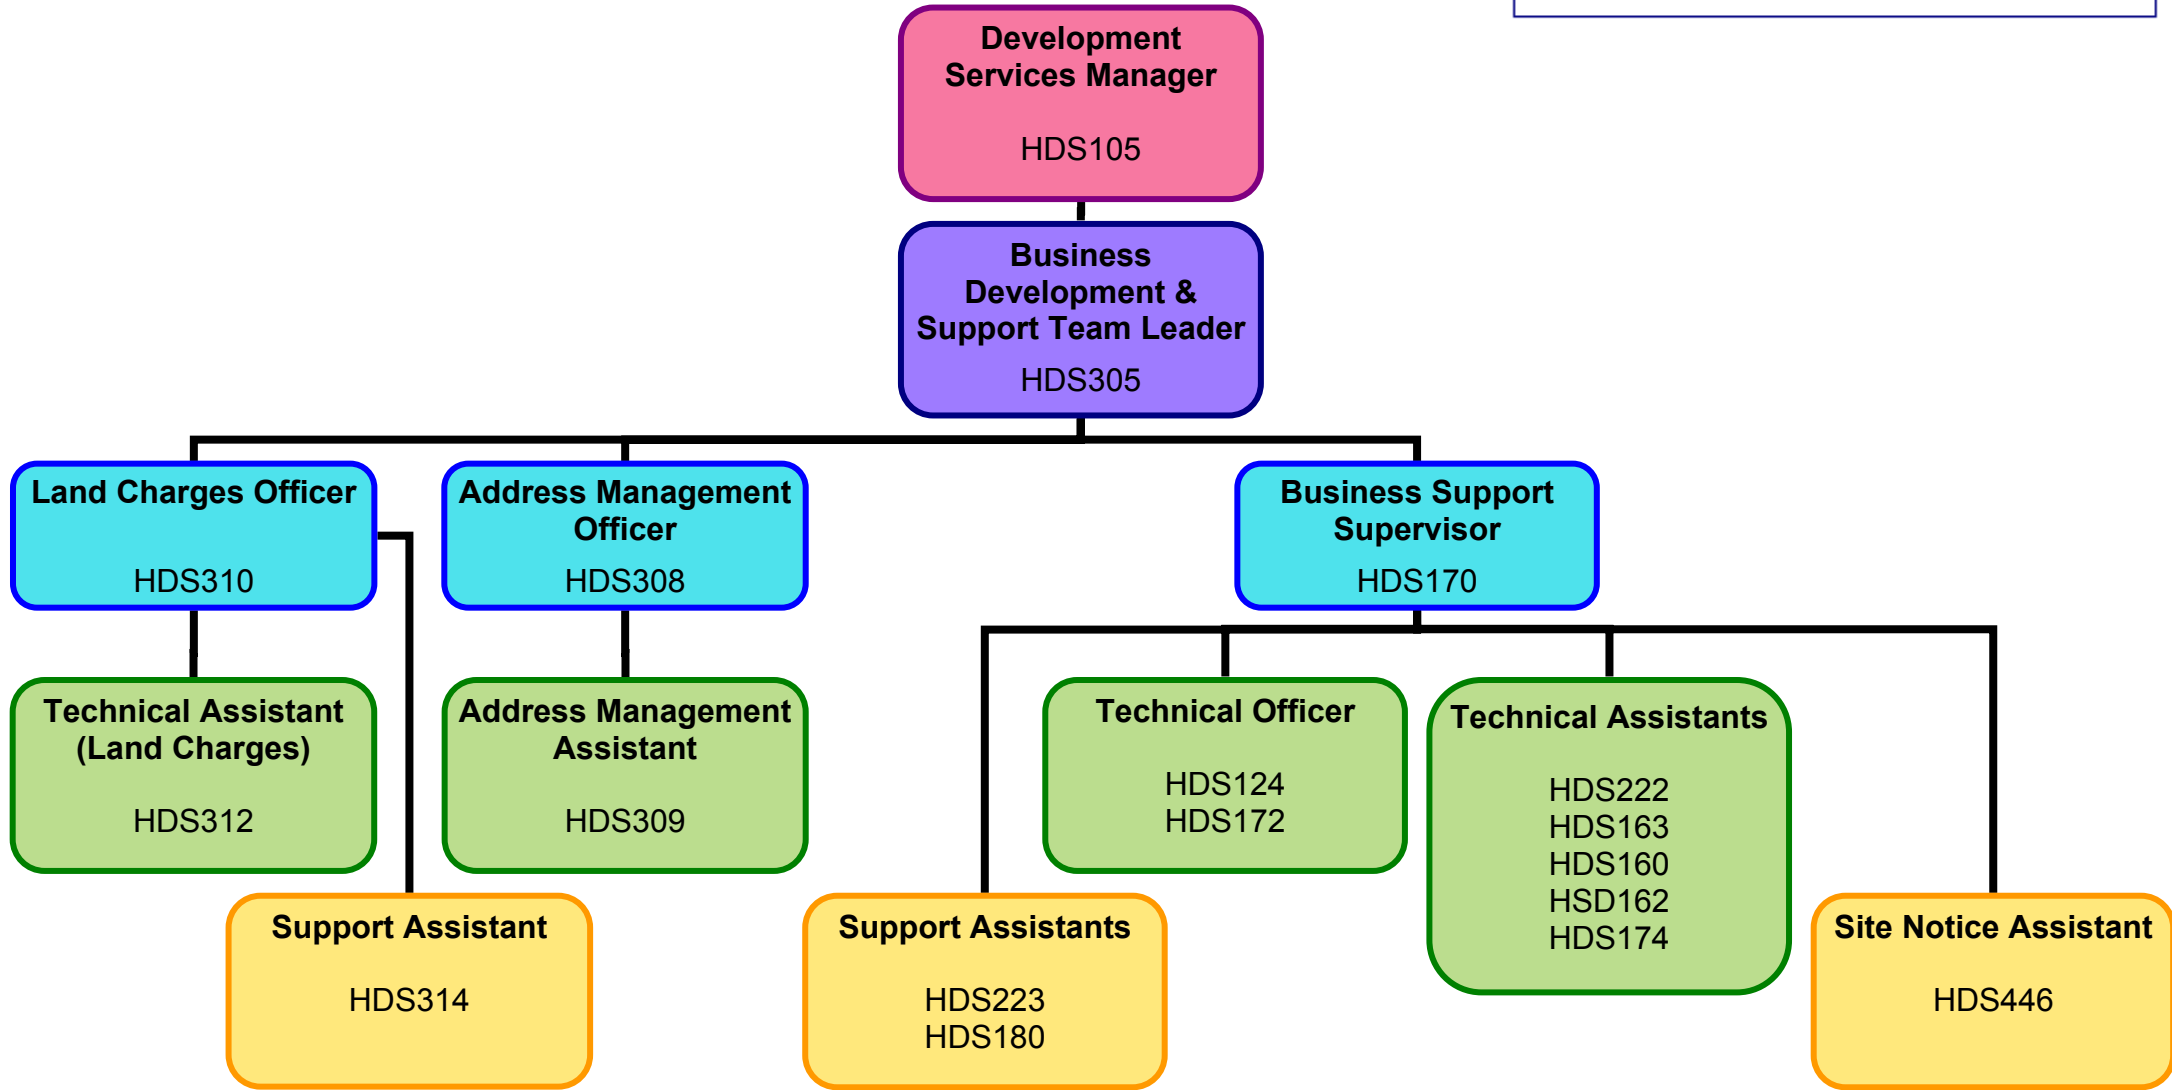 Development
Services Manager
HDS105
Business
Development &
Support Team Leader
HDS305
Land Charges Officer
HDS310
Address Management
Officer
HDS308
Business Support
Supervisor
HDS170
Technical Assistant
(Land Charges)
HDS312
Address Management
Assistant
HDS309
Technical Officer
HDS124
HDS172
Technical Assistants
HDS222
HDS163
HDS160
HSD162
HDS174
Support Assistant
HDS314
Support Assistants
HDS223
HDS180
Site Notice Assistant
HDS446